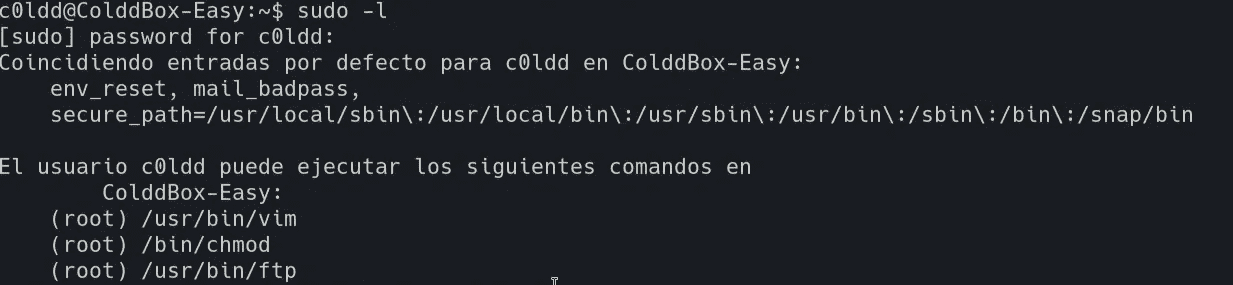 c0ldd@ColddBox-Easy:~$ sudo -l
[sudo] password for c0ldd:
Coincidiendo entradas por defecto para c0ldd en ColddBox-Easy:
    env_reset, mail_badpass,
    secure_path=/usr/local/sbin\:/usr/local/bin\:/usr/sbin\:/usr/bin\:/sbin\:/bin\:/snap/bin

El usuario c0ldd puede ejecutar los siguientes comandos en
        ColddBox-Easy:
    (root) /usr/bin/vim
    (root) /bin/chmod
    (root) /usr/bin/ftp